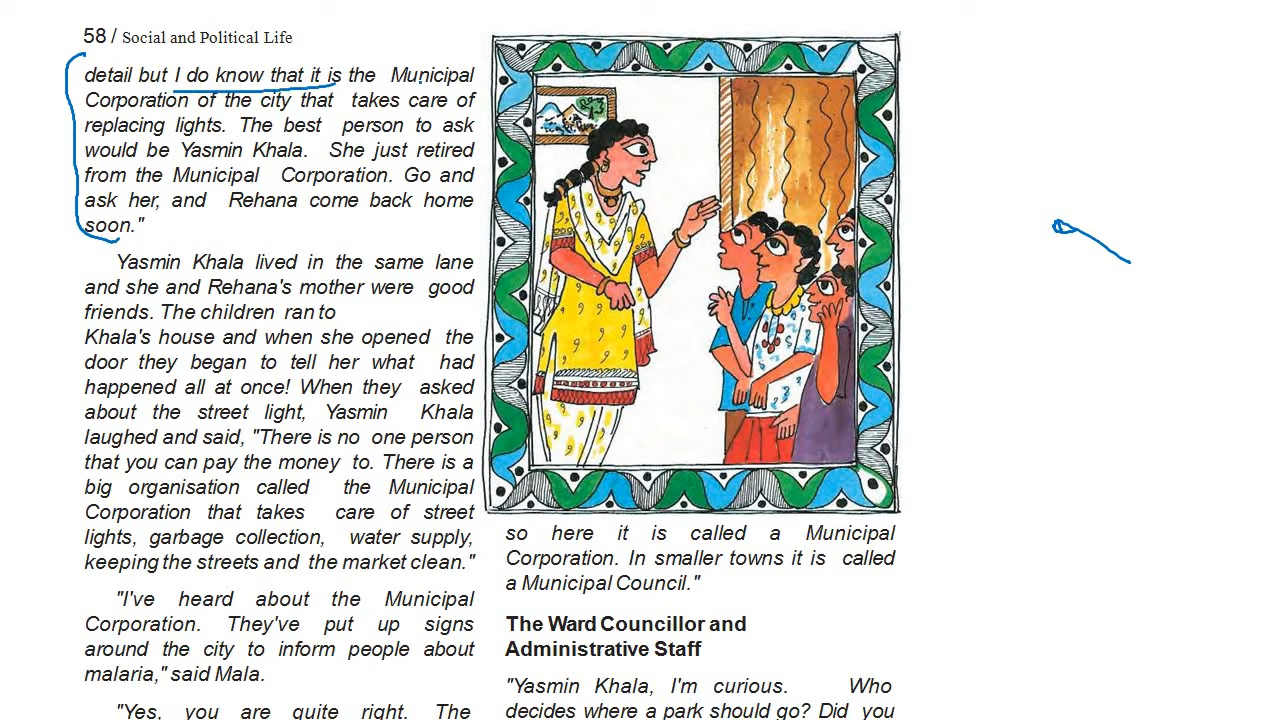 58 / Social and Political Life
detail but I do know that it is the Municipal
Corporation of the city that takes care of
replacing lights. The best person to ask
would be Yasmin Khala. She just retired
from the Municipal Corporation. Go and
ask her, and Rehana come back home
soon."
Yasmin Khala lived in the same lane
and she and Rehana's mother were good
friends. The children ran to
Khala's house and when she opened the
door they began to tell her what had
happened all at once! When they asked
about the street light, Yasmin Khala
laughed and said, "There is no one person
that you can pay the money to. There is a
big organisation called the Municipal
Corporation that takes care of street
lights, garbage collection, water supply,
keeping the streets and the market clean."
"I've heard about the Municipal
Corporation. They've put up signs
around the city to inform people about
malaria," said Mala.
"Yes, you are quite right. The
so here it is called a Municipal
Corporation. In smaller towns it is called
a Municipal Council."
The Ward Councillor and
Administrative Staff
"Yasmin Khala, I'm curious. Who
decides where a park should go? Did you